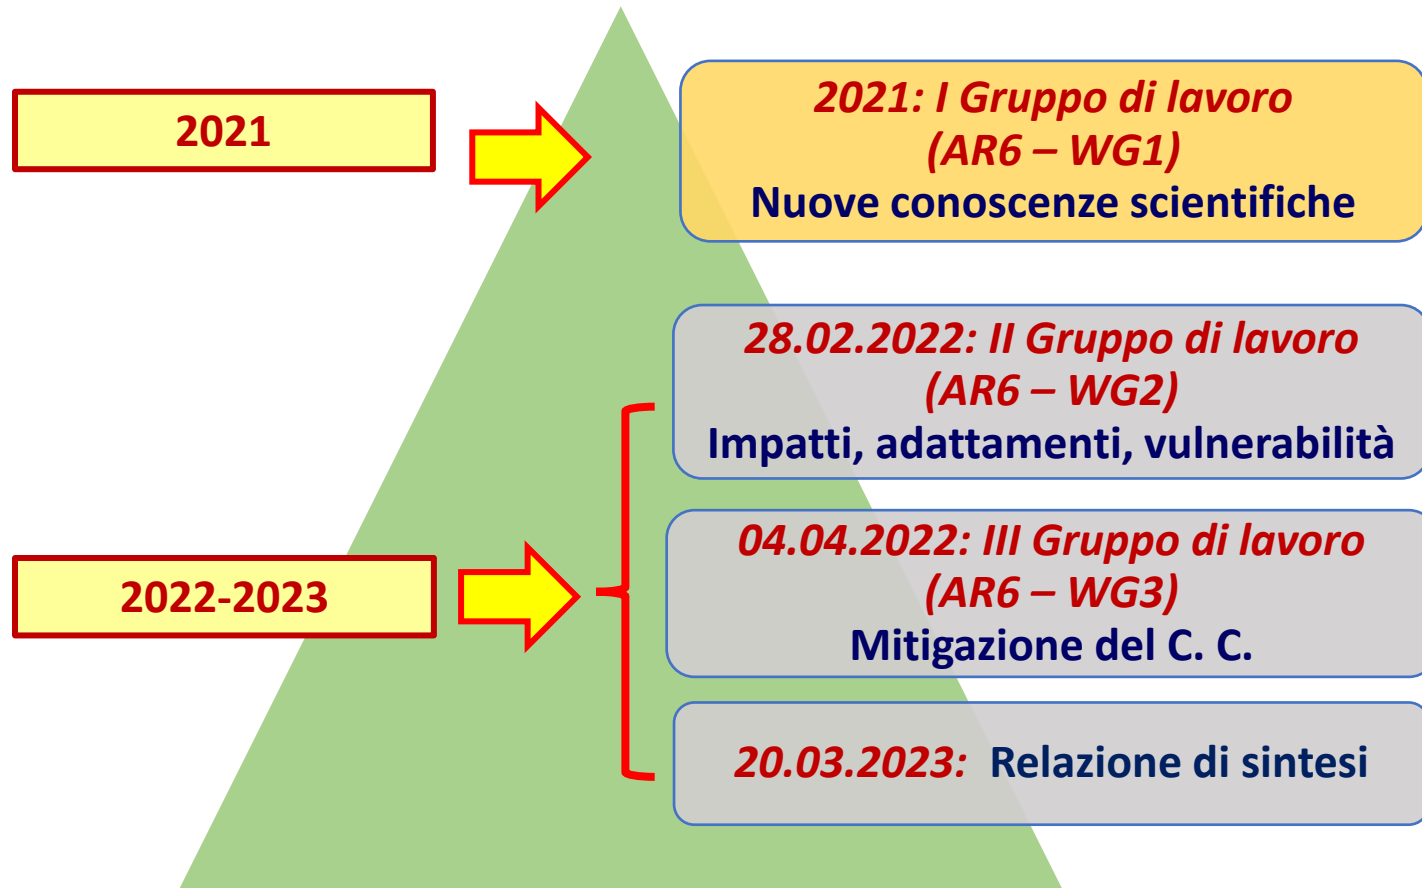 2021
2021: I Gruppo di lavoro
(AR6 – WG1)
Nuove conoscenze scientifiche
28.02.2022: II Gruppo di lavoro
(AR6 – WG2)
Impatti, adattamenti, vulnerabilità
2022-2023
04.04.2022: III Gruppo di lavoro
(AR6 – WG3)
Mitigazione del C. C.
20.03.2023: Relazione di sintesi